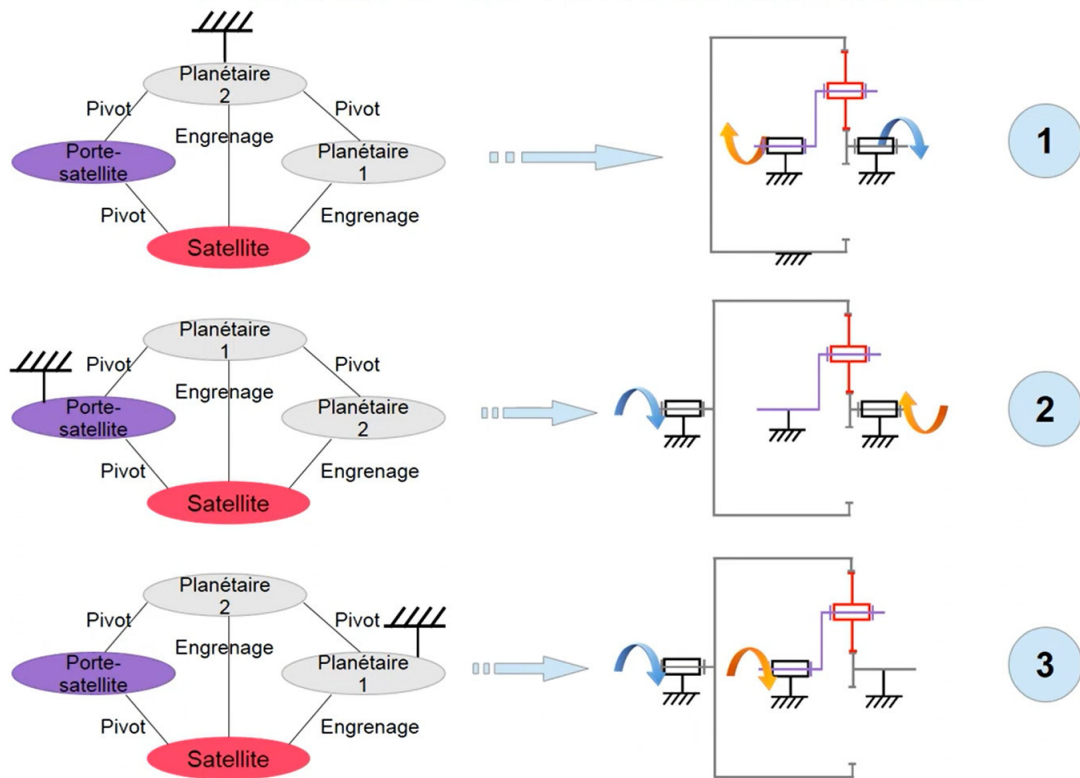 Planétaire
2
Pivot
Pivot
Engrenage
Porte-
satellite
Planétaire
1
Pivot
Engrenage
Satellite
1
Planétaire
1
Pivot
Pivot
Engrenage
Porte-
satellite
Planétaire
2
Pivot
Engrenage
Satellite
2
Planétaire
2
Pivot
Pivot
Engrenage
Porte-
satellite
Planétaire
1
Pivot
Engrenage
Satellite
3